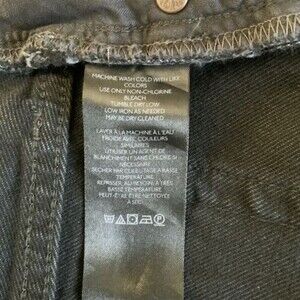 MACHINE WASH COLD WITH LIKE
COLORS
USE ONLY NON-CHLORINE
BLEACH
TUMBLE DRY LOW
LOW IRON AS NEEDED
MAY BE DRY CLEANED
LAVER À LA MACHINE À L'EAU
FROIDE AVEC COULEURS
SIMILAIRES
UTILISER UN AGENT DE
BLANCHIMENT SANS CHLORE SI
NÉCESSAIRE
SÉCHER PAR CULBUTAGE À BASSE
TEMPÉRATURE
REPASSER, AU BESOIN À TRÈS
BASSE TEMPÉRATURE
PEUT-ÊTRE NETTOYÉE
À SEC